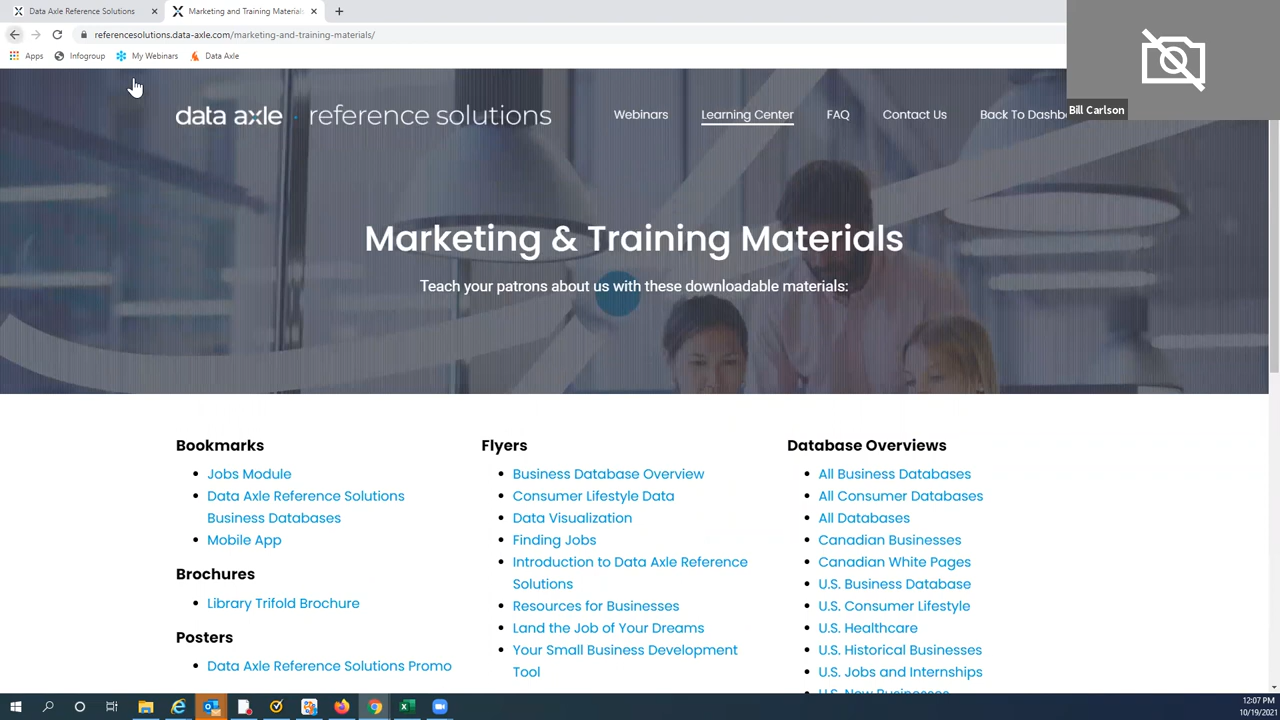 Data Axle Reference Solutions
Marketing and Training Materials
referencesolutions.data-axle.com/marketing-and-training-materials/
Apps
Infogroup
My Webinars
Data Axle
Bill Carlson
data axle · reference solutions
Webinars
Learning Center
FAQ
Contact Us
Back To Dashbo
Marketing & Training Materials
Teach your patrons about us with these downloadable materials:
Bookmarks
Jobs Module
Data Axle Reference Solutions
Business Databases
Mobile App
Brochures
Library Trifold Brochure
Posters
Data Axle Reference Solutions Promo
Flyers
Business Database Overview
Consumer Lifestyle Data
Data Visualization
Finding Jobs
Introduction to Data Axle Reference
Solutions
Resources for Businesses
Land the Job of Your Dreams
Your Small Business Development
Tool
Database Overviews
All Business Databases
All Consumer Databases
All Databases
Canadian Businesses
Canadian White Pages
U.S. Business Database
U.S. Consumer Lifestyle
U.S. Healthcare
U.S. Historical Businesses
U.S. Jobs and Internships
U.S. New Businesses
12:07 PM
10/19/2021